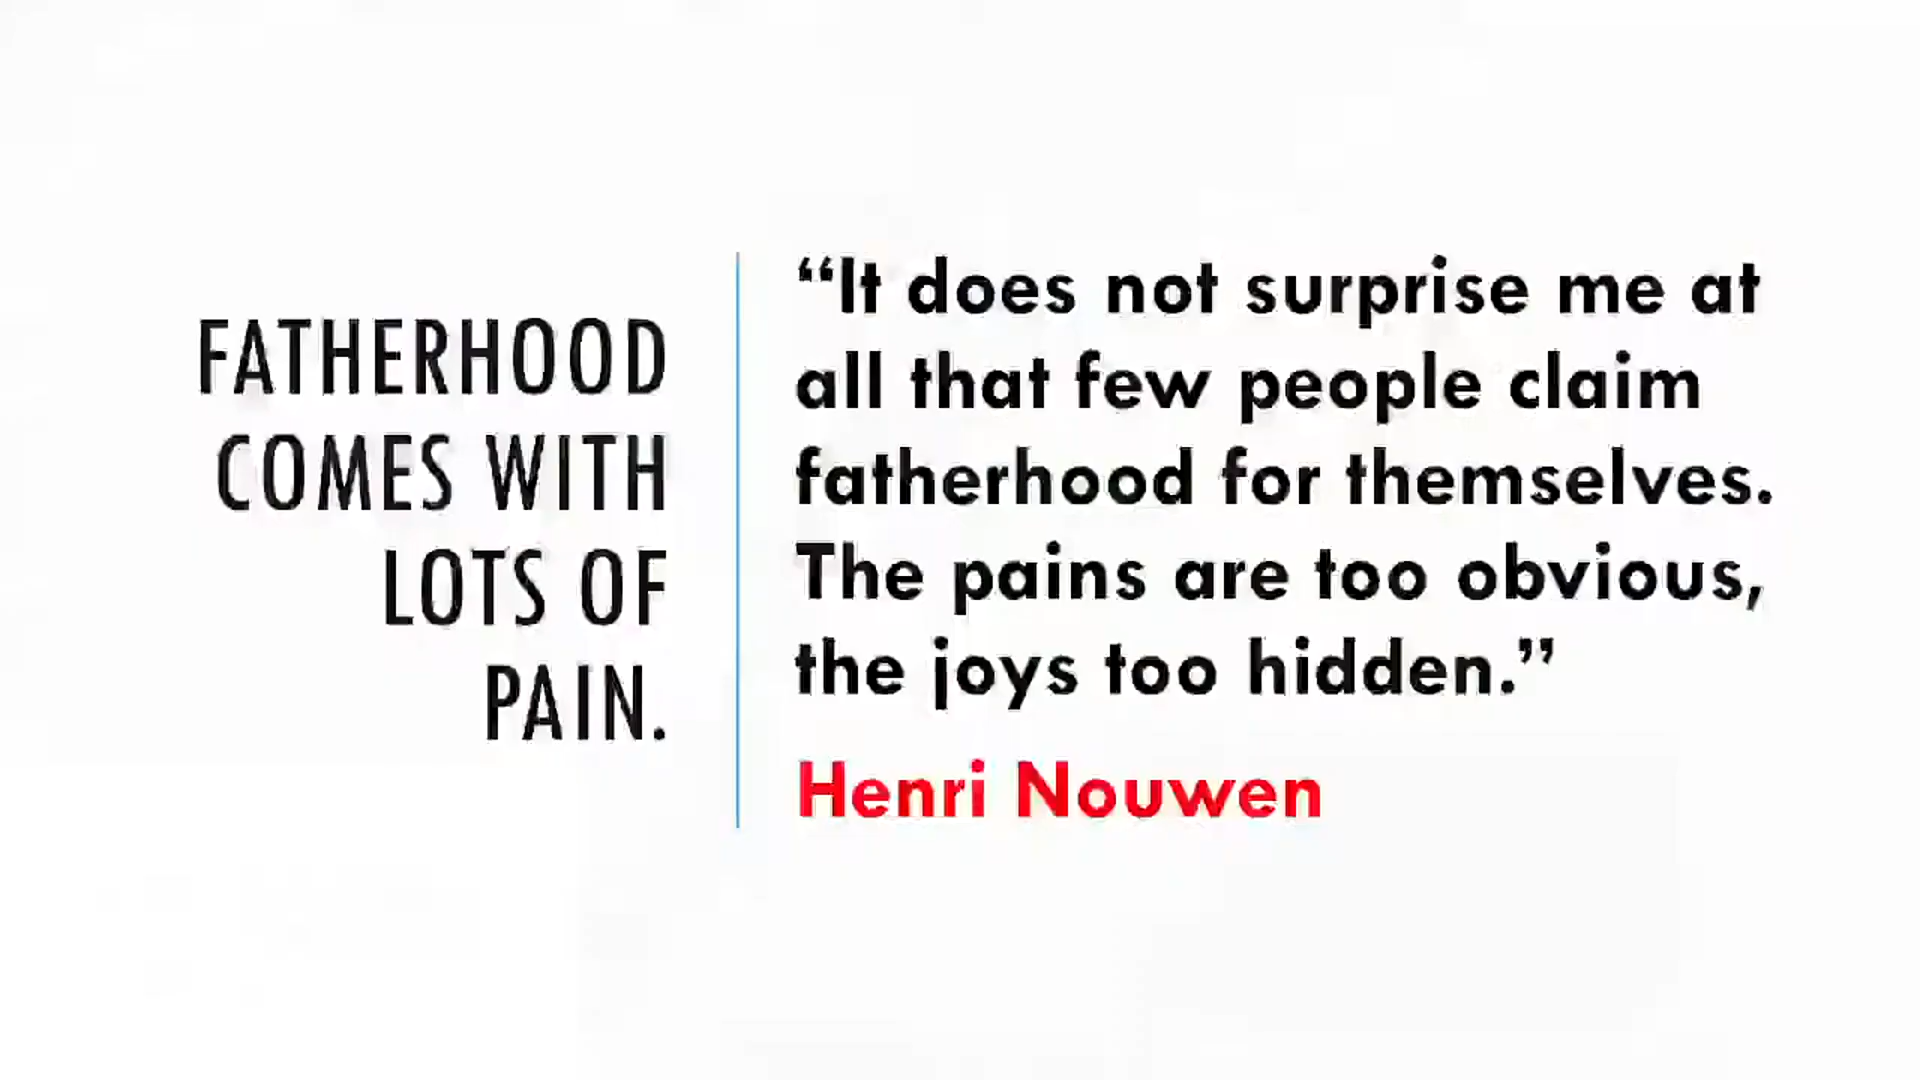 FATHERHOOD
COMES WITH
LOTS OF
PAIN.
“It does not surprise me at
all that few people claim
fatherhood for themselves.
The pains are too obvious,
the joys too hidden.”
Henri Nouwen